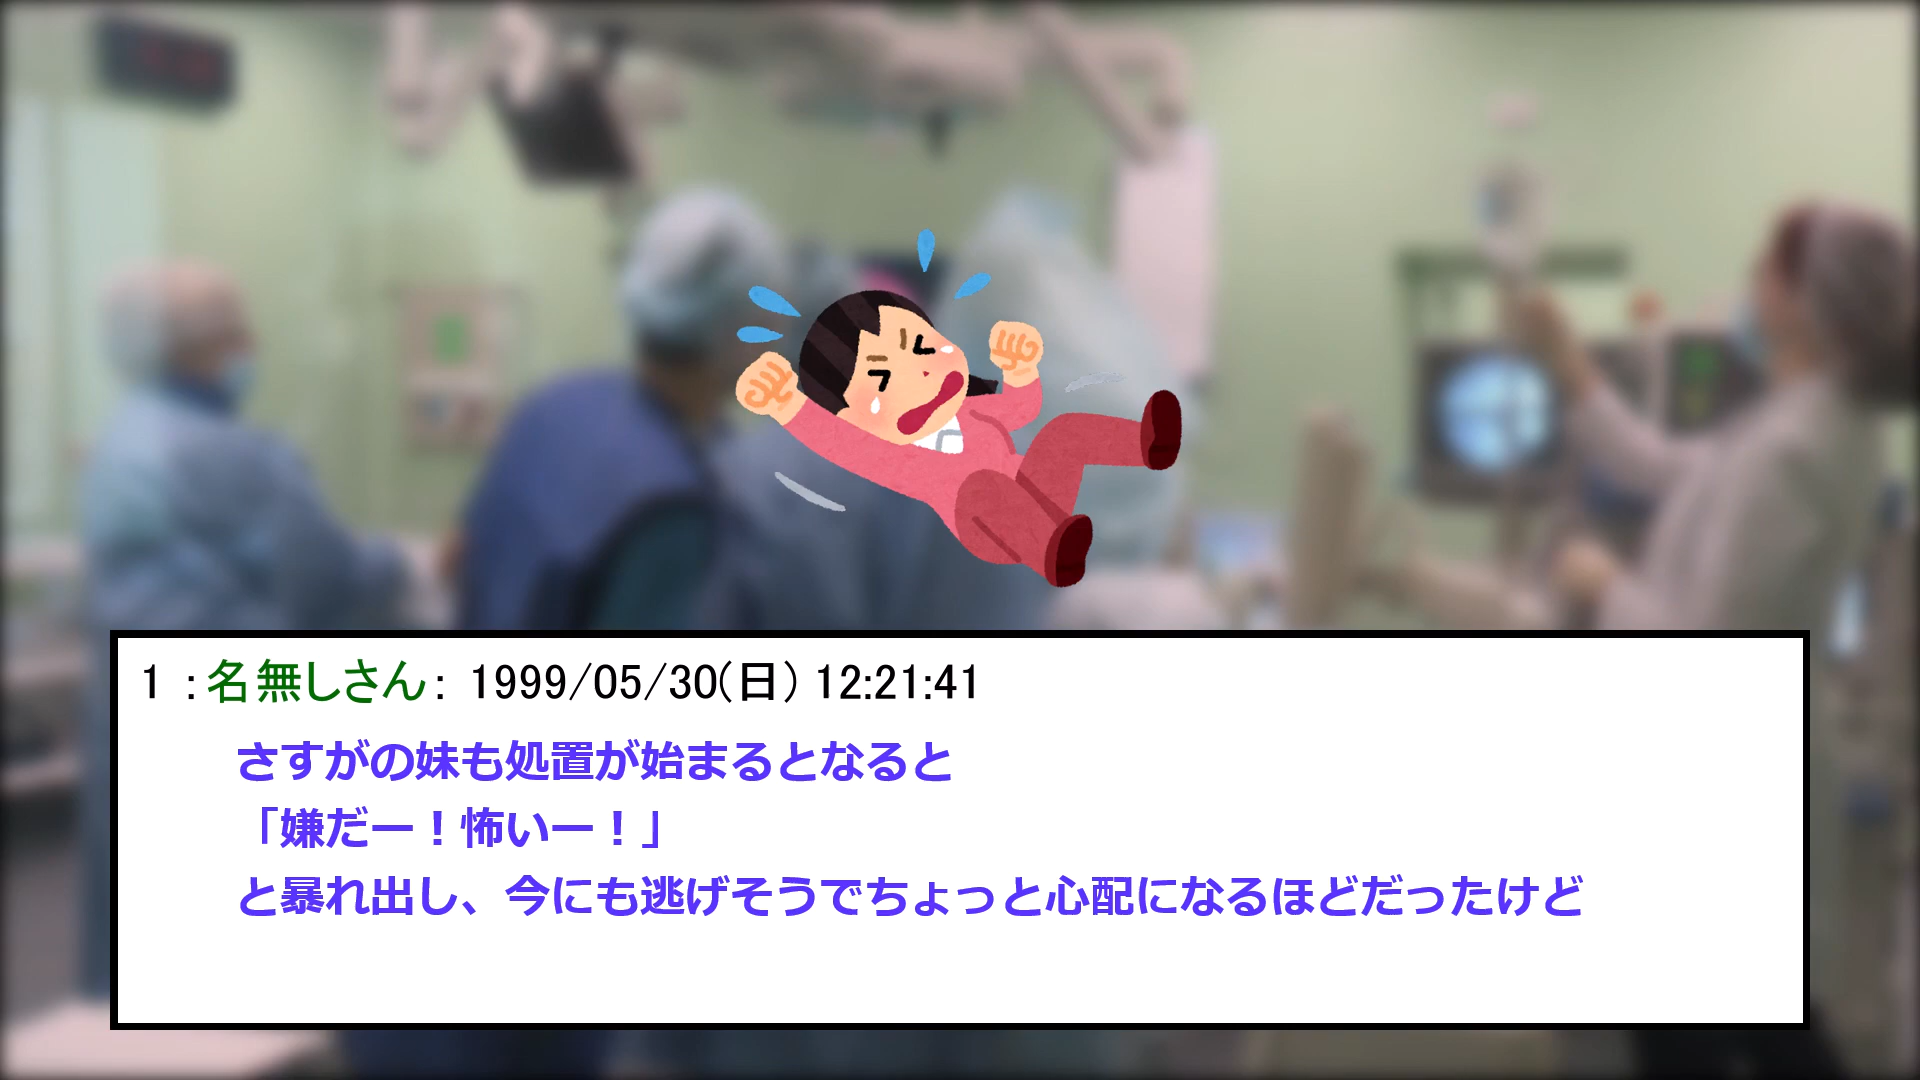 1 :名無しさん: 1999/05/30(日) 12:21:41
さすがの妹も処置が始まるとなると
「嫌だー!怖いー!」
と暴れ出し、今にも逃げそうでちょっと心配になるほどだったけど